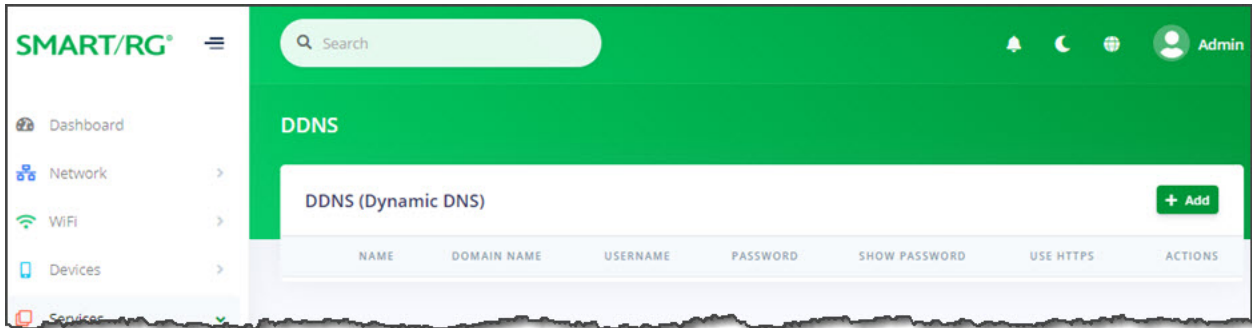 SMART/RG®
Search
Admin
Dashboard
Network
WiFi
Devices
Services
DDNS
DDNS (Dynamic DNS)
+ Add
NAME DOMAIN NAME USERNAME PASSWORD SHOW PASSWORD USE HTTPS ACTIONS